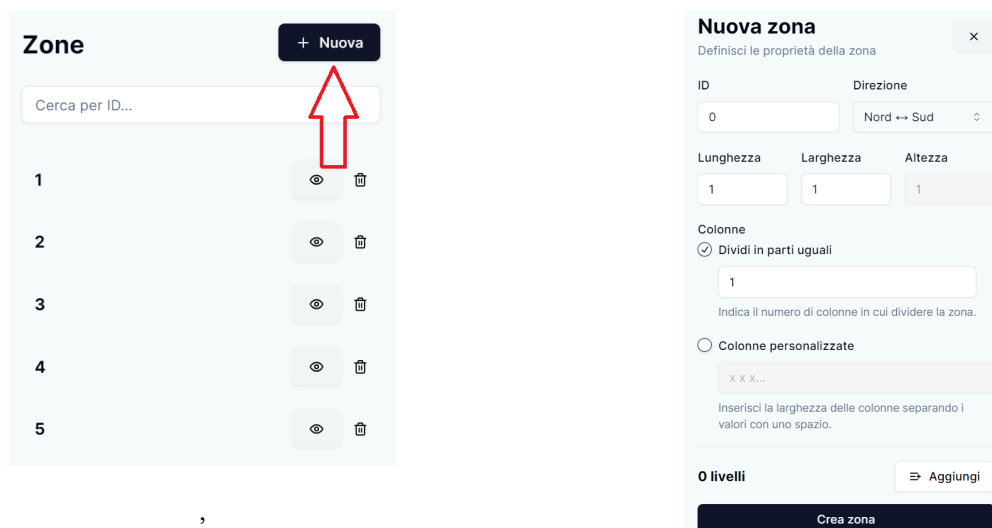 Zone
+ Nuova
Cerca per ID...
1
2
3
4
5
,
Nuova zona
Definisci le proprietà della zona
ID
Direzione
0
Nord ↔ Sud
Lunghezza
Larghezza
Altezza
1
1
1
Colonne
Dividi in parti uguali
1
Indica il numero di colonne in cui dividere la zona.
Colonne personalizzate
x x x...
Inserisci la larghezza delle colonne separando i
valori con uno spazio.
0 livelli
Aggiungi
Crea zona